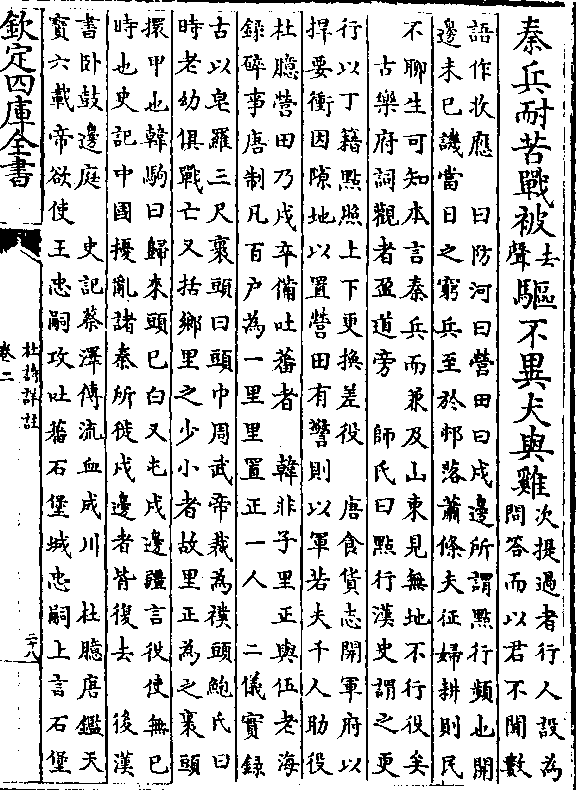 秦兵耐苦戰被去聲驅不異犬與雞次提過者行人設為
問答而以君不聞數
語作收應　曰防河曰營田曰戍邊所謂點行頻也開
邊未已譏當日之窮兵至於邨落蕭條夫征婦耕則民
不聊生可知本言秦兵而兼及山東見無地不行役矣
古樂府詞觀者盈道旁　師氏曰點行漢史謂之更
行以丁籍點照上下更換差役　唐食貨志開軍府以
捍要衝因隙地以置營田有警則以軍若夫千人助役
杜臆營田乃戍卒備吐蕃者　韓非子里正與伍老海
録碎事唐制凡百户為一里里置正一人　二儀實録
古以皂羅三尺裹頭曰頭巾周武帝裁為襆頭鮑氏曰
時老幼俱戰亡又括鄉里之少小者故里正為之裹頭
擐甲也韓駒曰歸來頭已白又屯戍邊疆言役使無已
時也史記中國擾亂諸秦所徙戍邊者皆復去　後漢
書卧鼓邊庭　史記蔡澤傳流血成川　杜臆唐鑑天
寳六載帝欲使王忠嗣攻吐蕃石堡城忠嗣上言石堡
欽定四庫全書
杜詩詳註
卷二
二十八